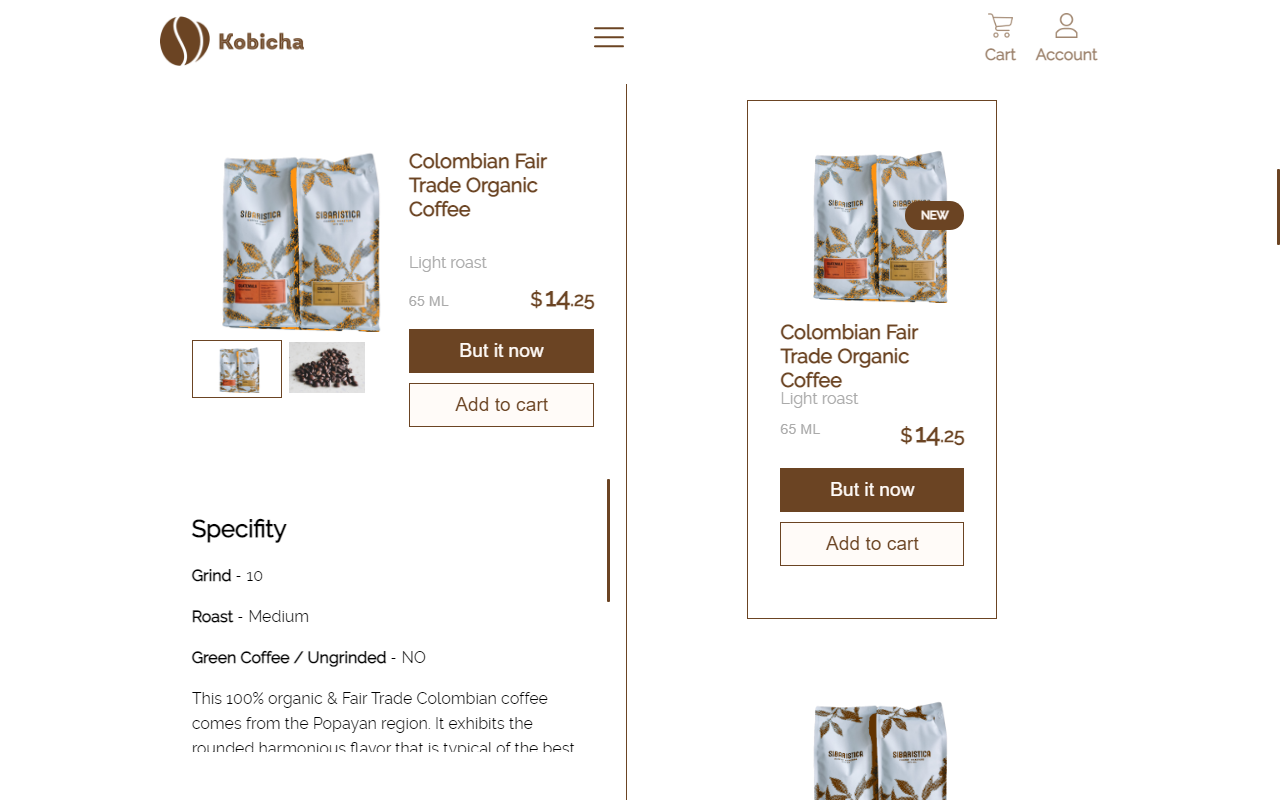 Kobicha
Cart
Account
SIBARISTICA
SIBARISTICA
Colombian Fair
Trade Organic
Coffee
Light roast
65 ML
$14.25
But it now
Add to cart
Specifity
Grind - 10
Roast - Medium
Green Coffee / Ungrinded - NO
This 100% organic & Fair Trade Colombian coffee
comes from the Popayan region. It exhibits the
rounded harmonious flavor that is typical of the best
SIBARISTICA
NEW
Colombian Fair
Trade Organic
Coffee
Light roast
65 ML
$14.25
But it now
Add to cart
SIBARISTICA
SIBARISTICA